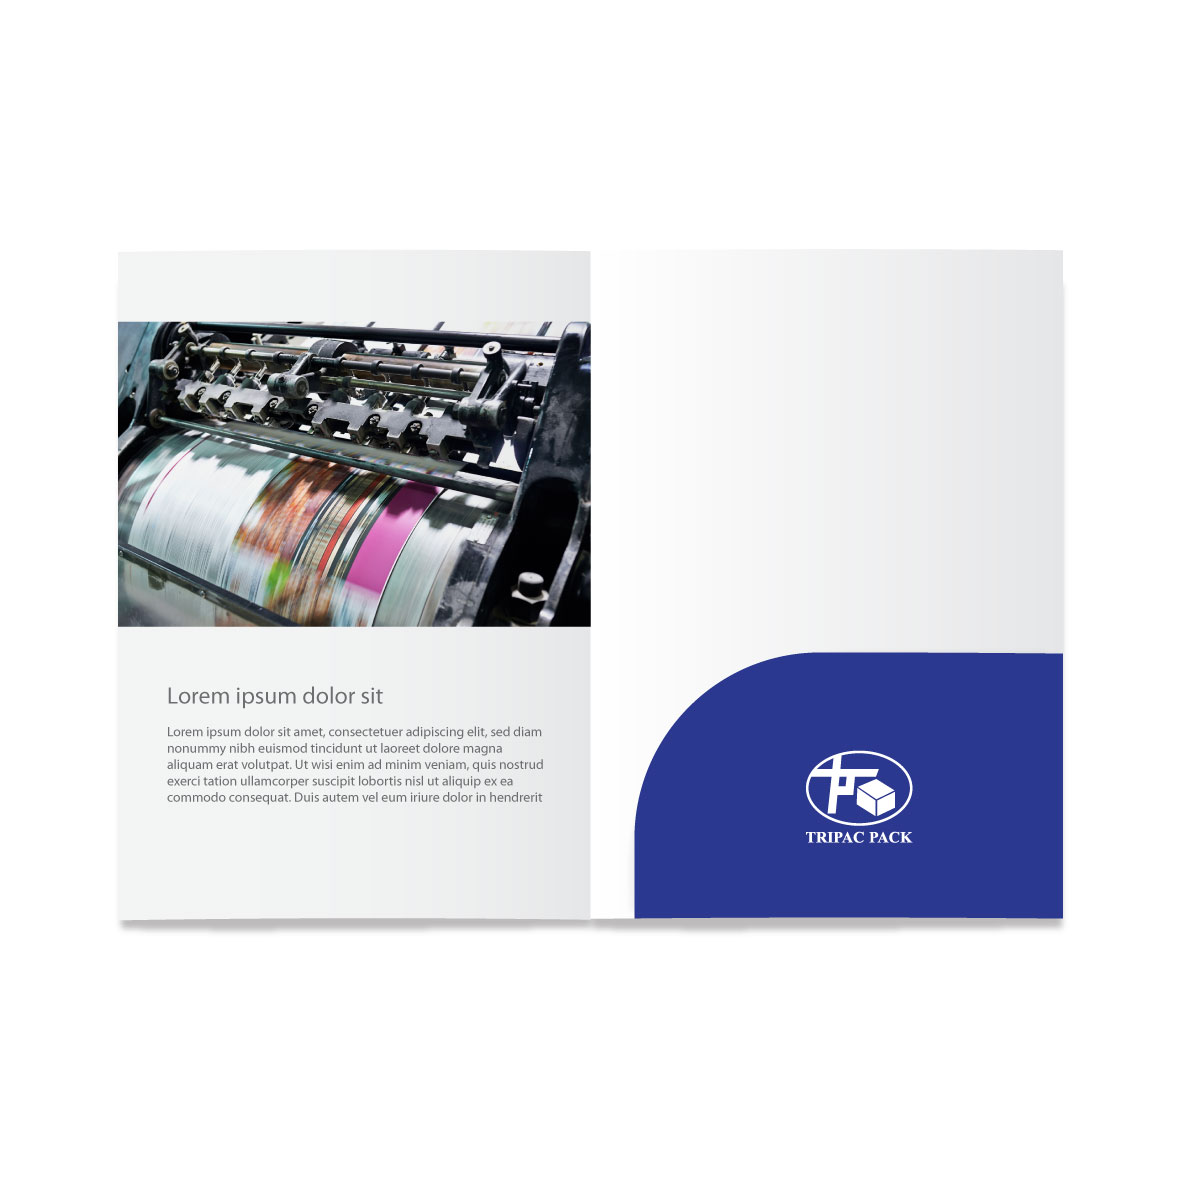 Lorem ipsum dolor sit
Lorem ipsum dolor sit amet, consectetuer adipiscing elit, sed diam
nonummy nibh euismod tincidunt ut laoreet dolore magna
aliquam erat volutpat. Ut wisi enim ad minim veniam, quis nostrud
exerci tation ullamcorper suscipit lobortis nisl ut aliquip ex ea
commodo consequat. Duis autem vel eum iriure dolor in hendrerit
TRIPAC PACK